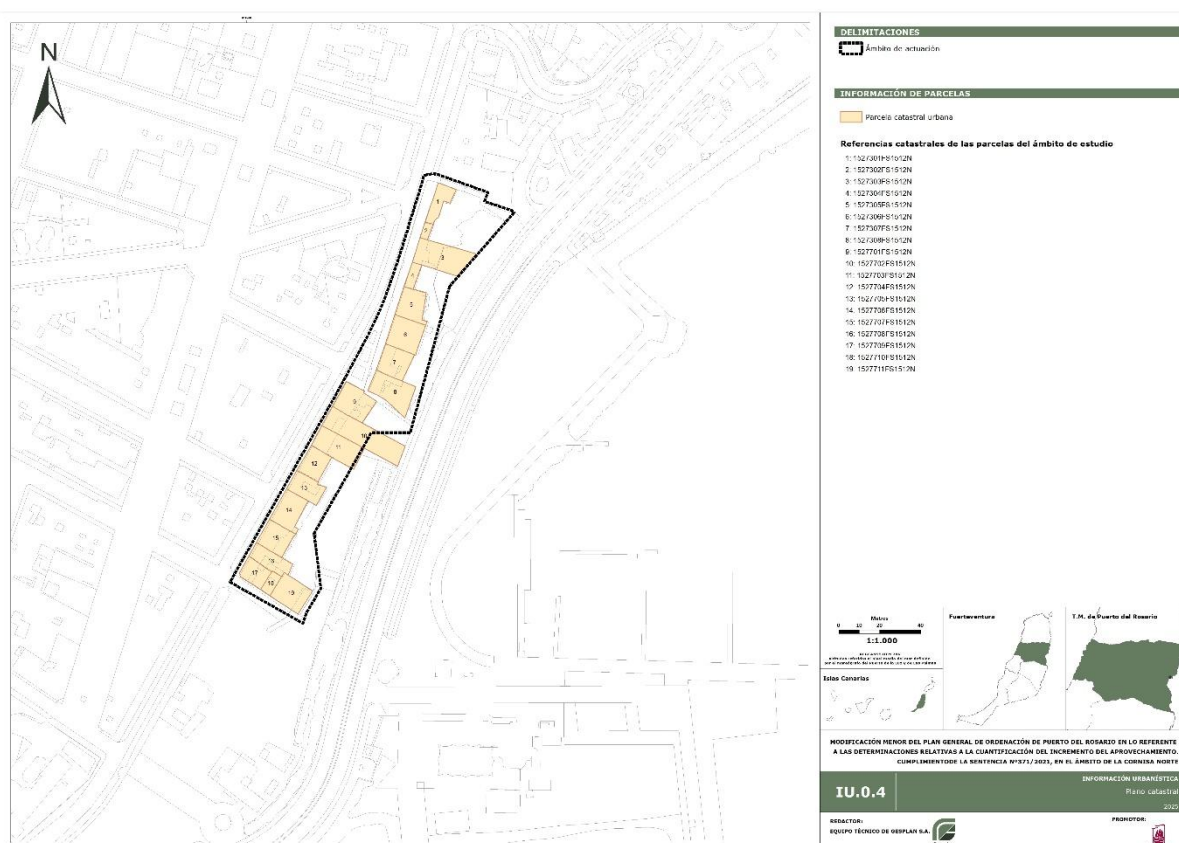 N
1
2
3
4
5
6
7
8
9
10
11
12
13
14
15
16
17
18
19
DELIMITACIONES
Ámbito de actuación
INFORMACIÓN DE PARCELAS
Parcela catastral urbana
Referencias catastrales de las parcelas del ámbito de estudio
1: 1527301FS1512N
2: 1527302FS1512N
3: 1527303FS1512N
4: 1527304FS1512N
5: 1527305FS1512N
6: 1527306FS1512N
7: 1527307FS1512N
8: 1527308FS1512N
9: 1527701FS1512N
10: 1527702FS1512N
11: 1527703FS1512N
12: 1527704FS1512N
13: 1527705FS1512N
14: 1527706FS1512N
15: 1527707FS1512N
16: 1527708FS1512N
17: 1527709FS1512N
18: 1527710FS1512N
19: 1527711FS1512N
Metros
0 10 20 40
1:1.000
Islas Canarias
Fuerteventura
T.M. de Puerto del Rosario
MODIFICACIÓN MENOR DEL PLAN GENERAL DE ORDENACIÓN DE PUERTO DEL ROSARIO EN LO REFERENTE
A LAS DETERMINACIONES RELATIVAS A LA CUANTIFICACIÓN DEL INCREMENTO DEL APROVECHAMIENTO.
CUMPLIMIENTODE LA SENTENCIA Nº371/2021, EN EL ÁMBITO DE LA CORNISA NORTE
IU.0.4
INFORMACIÓN URBANÍSTICA
Plano catastral
2025
REDACTOR:
EQUIPO TÉCNICO DE GESPLAN S.A.
PROMOTOR: